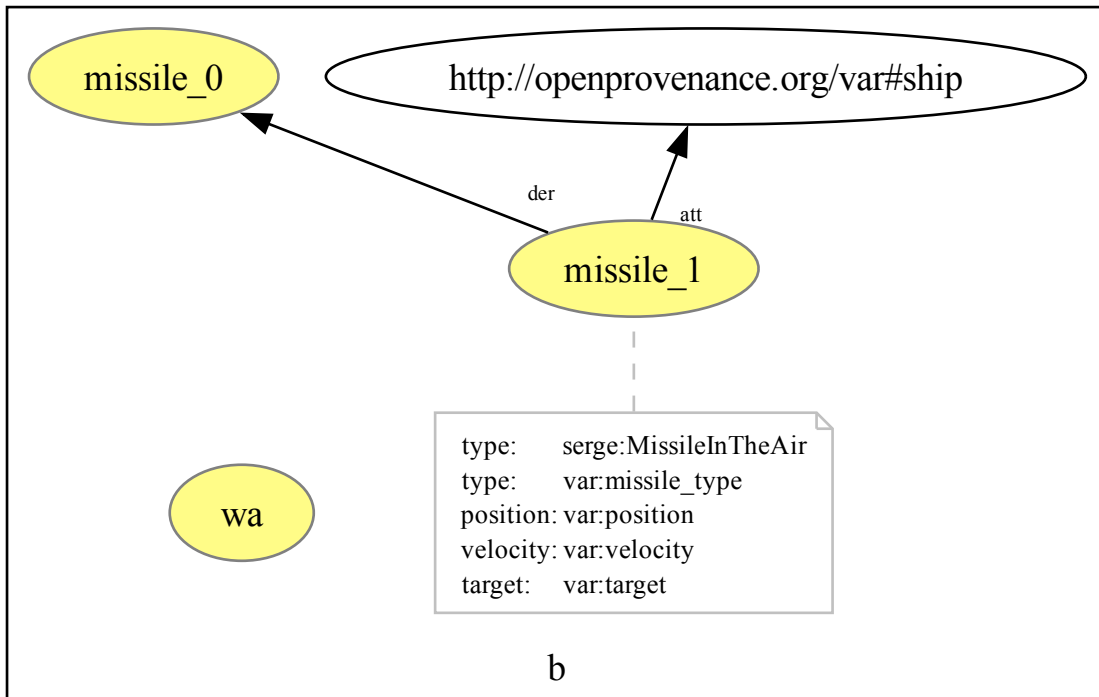 missile_0
http://openprovenance.org/var#ship
der
att
missile_1
type: serge:MissileInTheAir
type: var:missile_type
position: var:position
velocity: var:velocity
target: var:target
wa
b